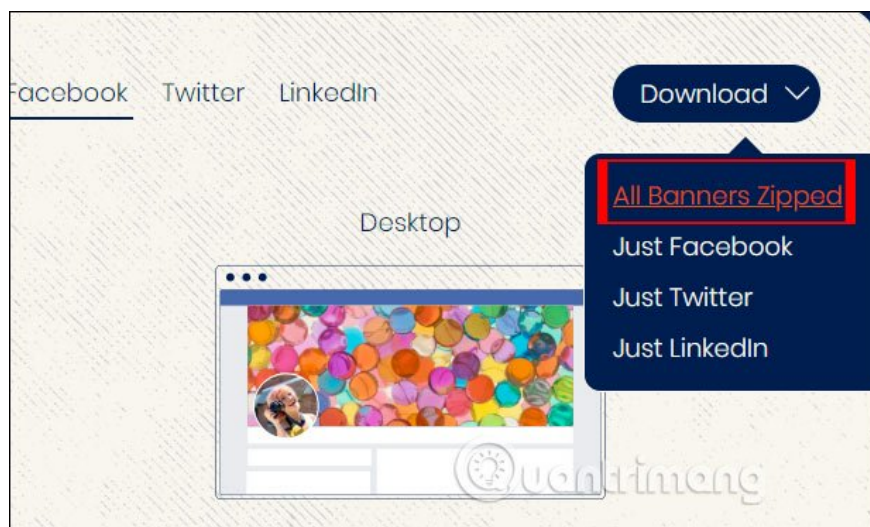 Facebook Twitter LinkedIn Download
All Banners Zipped
Desktop
Just Facebook
Just Twitter
Just LinkedIn
Quantrimang